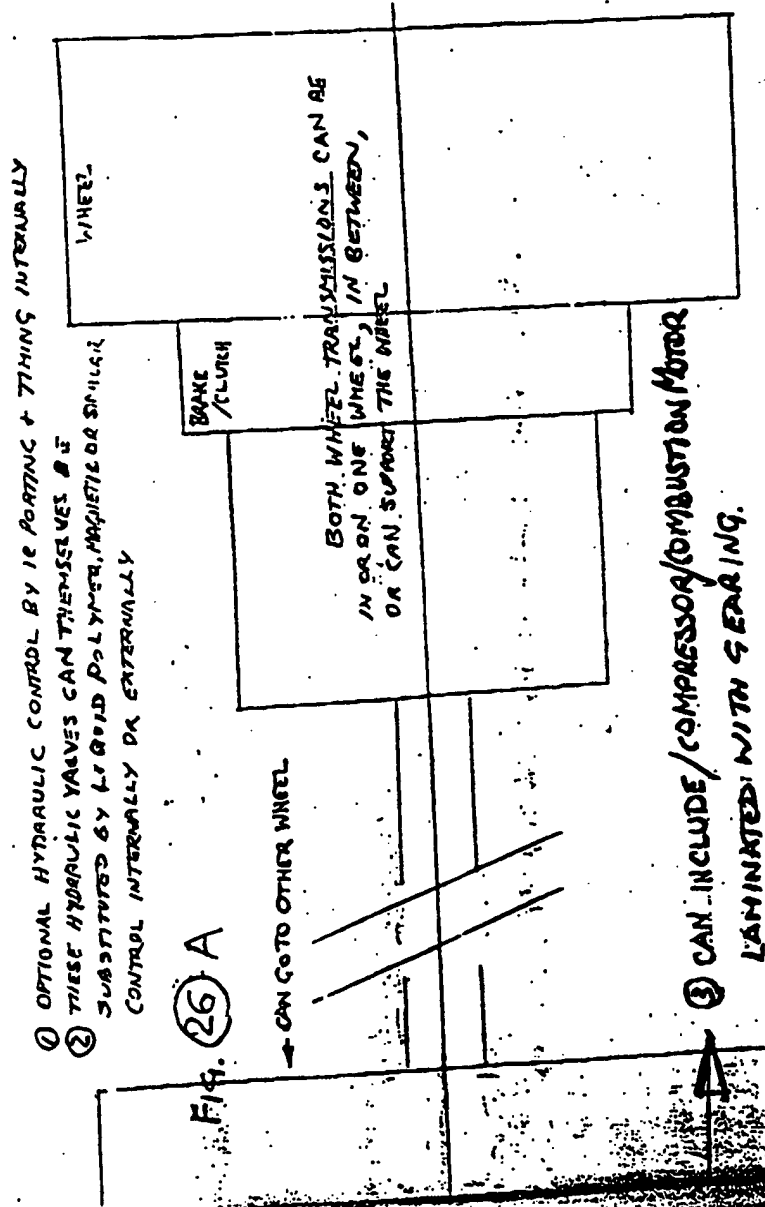 ① OPTIONAL HYDRAULIC CONTROL BY IE PORTING + TIMING INTERNALLY
② THESE HYDRAULIC VALVES CAN THEMSELVES BE
SUBSTITUTED BY LIQUID POLYMER, MAGNETIC OR SIMILIR
CONTROL INTERNALLY OR EXTERNALLY
FIG. 26 A
← CAN GO TO OTHER WHEEL
WHEEL
BRAKE
/CLUTCH
BOTH WHEEL TRANSMISSIONS CAN BE
IN OR ON ONE WHEEL, IN BETWEEN,
OR CAN SUPPORT THE WHEEL
③ CAN INCLUDE/COMPRESSOR/COMBUSTION MOTOR
LAMINATED WITH GEARING.